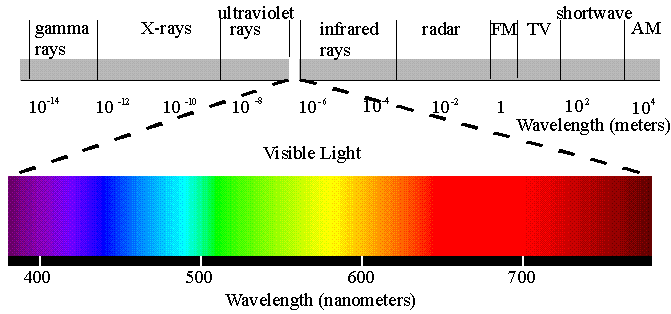 ultraviolet shortwave
gamma X-rays rays infrared radar FM TV AM
rays rays
10⁻¹⁴ 10⁻¹² 10⁻¹⁰ 10⁻⁸ 10⁻⁶ 10⁻⁴ 10⁻² 1 10² 10⁴
Wavelength (meters)
Visible Light
400 500 600 700
Wavelength (nanometers)